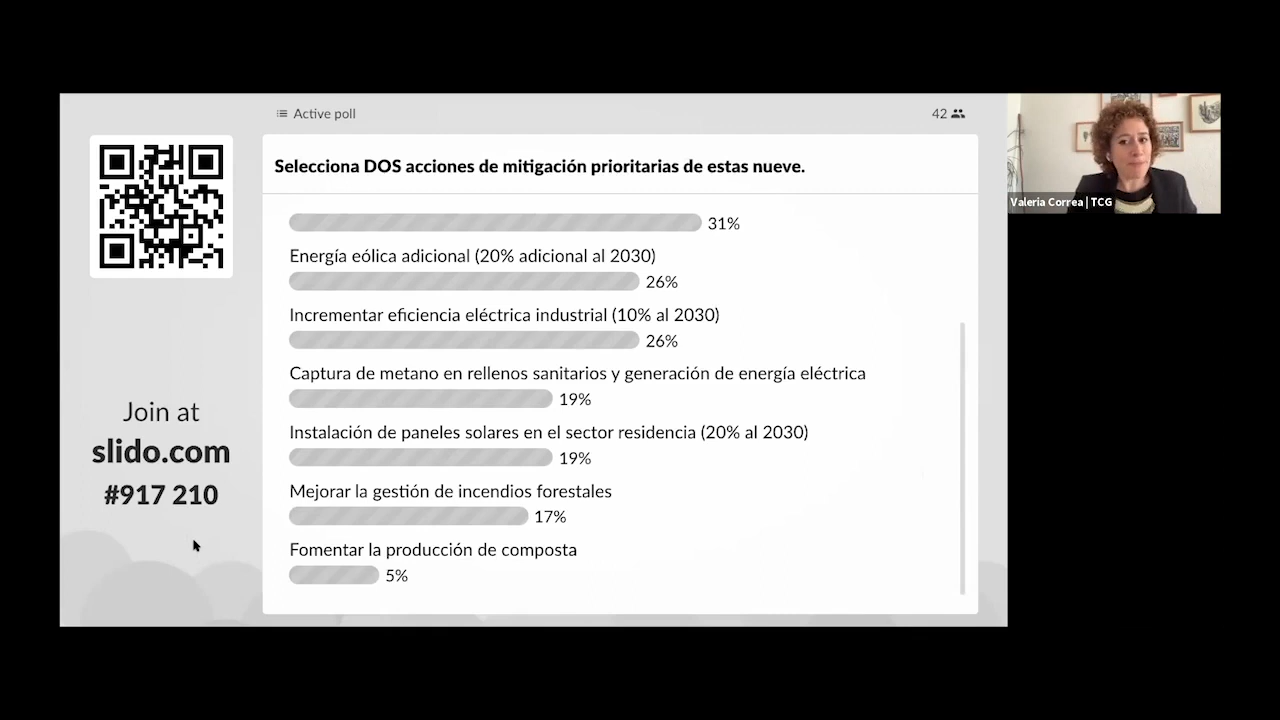 Active poll
42
Selecciona DOS acciones de mitigación prioritarias de estas nueve.
31%
Energía eólica adicional (20% adicional al 2030)
26%
Incrementar eficiencia eléctrica industrial (10% al 2030)
26%
Captura de metano en rellenos sanitarios y generación de energía eléctrica
19%
Instalación de paneles solares en el sector residencia (20% al 2030)
19%
Mejorar la gestión de incendios forestales
17%
Fomentar la producción de composta
5%
Join at
slido.com
#917 210
Valeria Correa | TCG